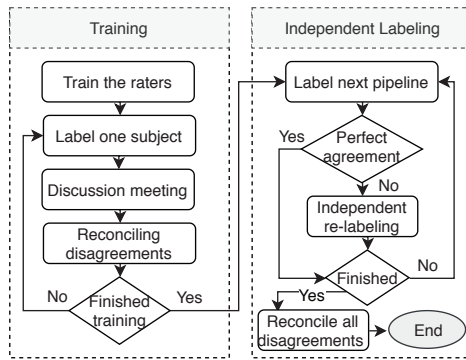 Training
Train the raters
Label one subject
Discussion meeting
Reconciling
disagreements
No
Finished
training
Yes
Independent Labeling
Label next pipeline
Yes
Perfect
agreement
No
Independent
re-labeling
Finished
No
Yes
Reconcile all
disagreements
End